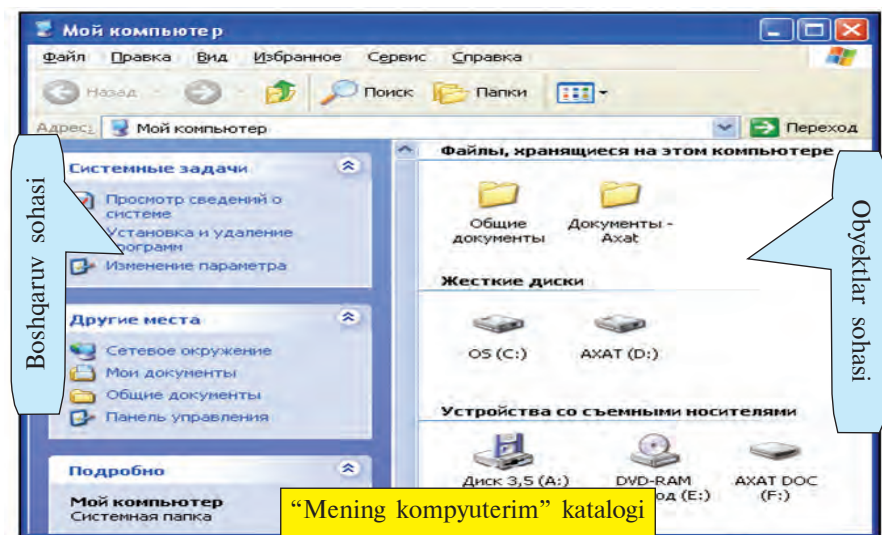 Мой компьютер
Файл Правка Вид Избранное Сервис Справка
Назад Поиск Папки
Адрес: Мой компьютер Переход
Boshqaruv sohasi
Системные задачи
Просмотр сведений о
системе
Установка и удаление
программ
Изменение параметра
Другие места
Сетевое окружение
Мои документы
Общие документы
Панель управления
Подробно
Мой компьютер
Системная папка
Файлы, хранящиеся на этом компьютере
Общие
документы
Документы -
Axat
Жесткие диски
OS (C:)
AXAT (D:)
Устройства со съемными носителями
Диск 3,5 (A:)
DVD-RAM
(E:)
AXAT DOC
(F:)
Obyektlar sohasi
“Mening kompyuterim” katalogi